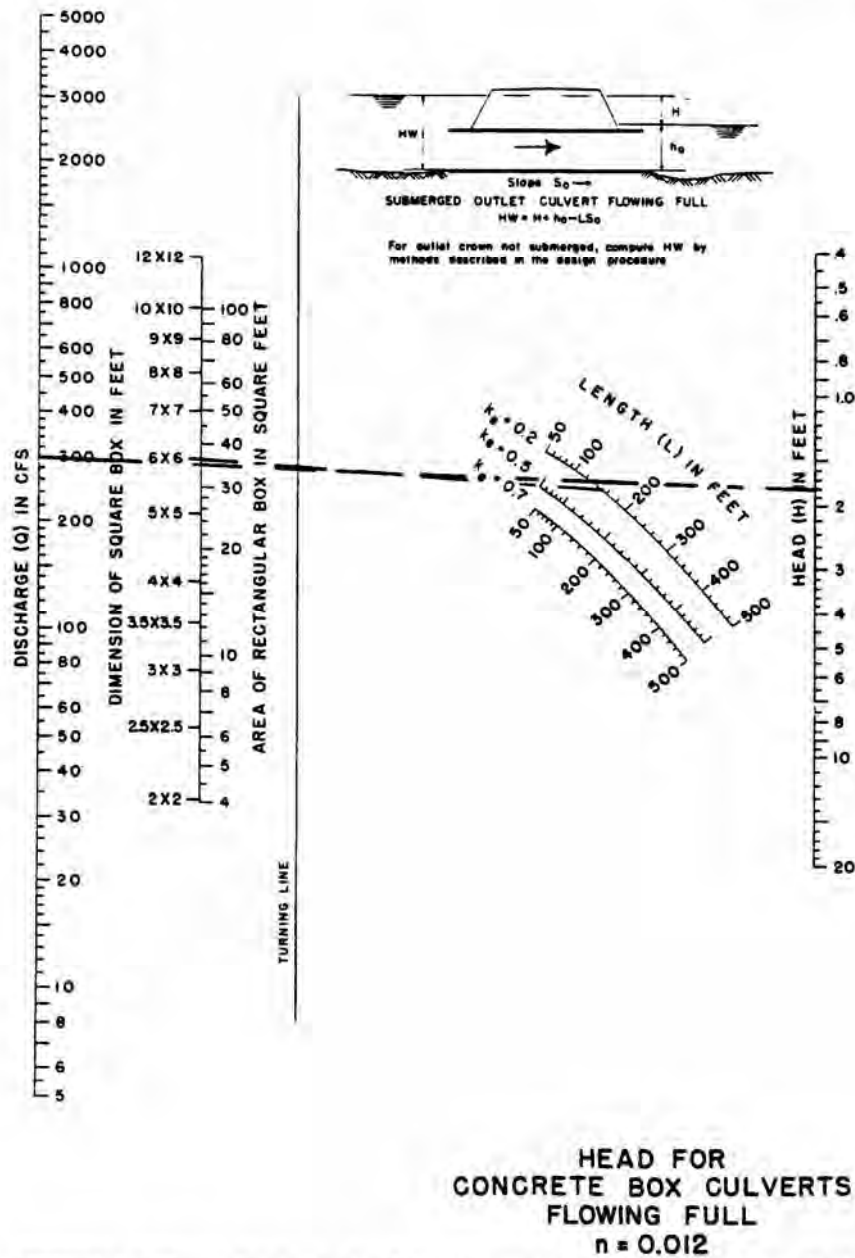 5000
4000
3000
2000
1000
800
600
500
400
300
200
100
80
60
50
40
30
20
10
8
6
5
DISCHARGE (Q) IN CFS
12X12
10X10
9X9
8X8
7X7
6X6
5X5
4X4
3.5X3.5
3X3
2.5X2.5
2X2
DIMENSION OF SQUARE BOX IN FEET
100
80
60
50
40
30
20
10
8
6
5
4
AREA OF RECTANGULAR BOX IN SQUARE FEET
TURNING LINE
HW
H
ho
Slope So
SUBMERGED OUTLET CULVERT FLOWING FULL
HW = H + ho-LSo
For outlet crown not submerged, compute HW by
methods described in the design procedure
LENGTH (L) IN FEET
ke = 0.2
50
100
200
300
400
500
ke = 0.5
ke = 0.7
50
100
200
300
400
500
HEAD (H) IN FEET
.4
.5
.6
.8
1.0
2
3
4
5
6
8
10
20
HEAD FOR
CONCRETE BOX CULVERTS
FLOWING FULL
n = 0.012